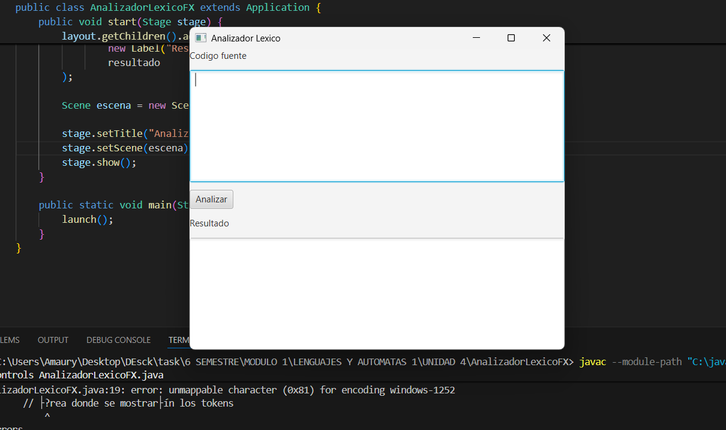 public class AnalizadorLexicoFX extends Application {
public void start(Stage stage) {
layout.getChildren().a
new Label("Res
resultado
);
Scene escena = new Sce
stage.setTitle("Analiz
stage.setScene(escena)
stage.show();
}
public static void main(St
launch();
}
}
Analizador Lexico
Codigo fuente
Analizar
Resultado
LEMS OUTPUT DEBUG CONSOLE TERM
C:\Users\Amaury\Desktop\DEsck\task\6 SEMESTRE\MODULO 1\LENGUAJES Y AUTOMATAS 1\UNIDAD 4\AnalizadorLexicoFX> javac --module-path "C:\jav
ontrols AnalizadorLexicoFX.java
lizadorLexicoFX.java:19: error: unmappable character (0x81) for encoding windows-1252
// ├?rea donde se mostrar├ín los tokens
^